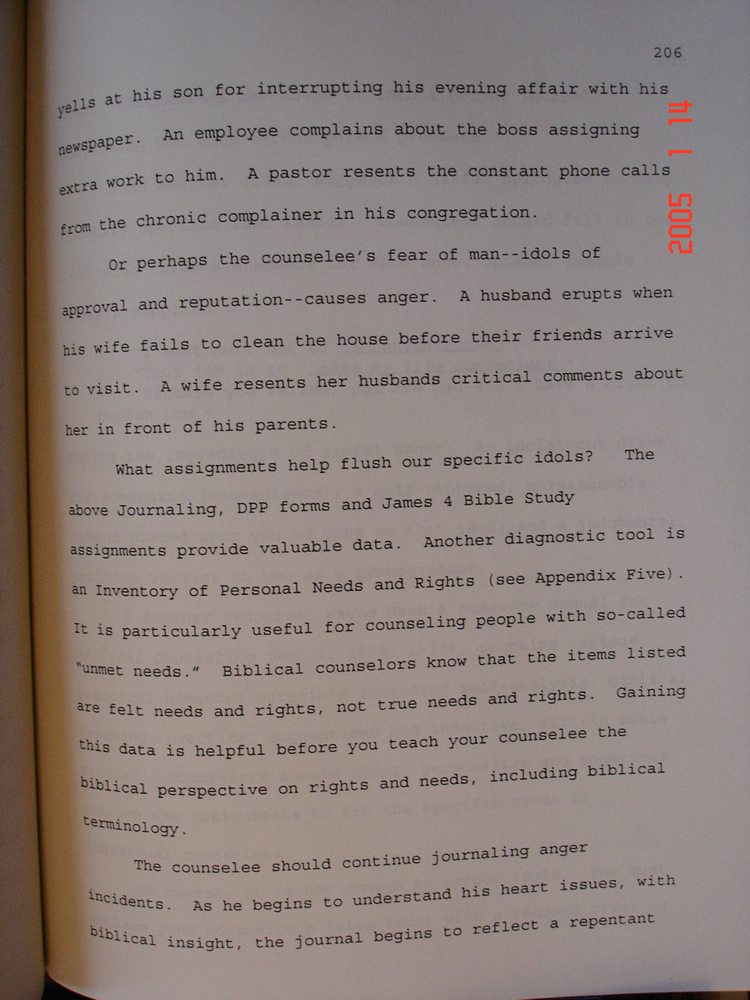 206
yells at his son for interrupting his evening affair with his
newspaper. An employee complains about the boss assigning
extra work to him. A pastor resents the constant phone calls
from the chronic complainer in his congregation.
Or perhaps the counselee's fear of man--idols of
approval and reputation--causes anger. A husband erupts when
his wife fails to clean the house before their friends arrive
to visit. A wife resents her husbands critical comments about
her in front of his parents.
What assignments help flush our specific idols? The
above Journaling, DPP forms and James 4 Bible Study
assignments provide valuable data. Another diagnostic tool is
an Inventory of Personal Needs and Rights (see Appendix Five).
It is particularly useful for counseling people with so-called
"unmet needs." Biblical counselors know that the items listed
are felt needs and rights, not true needs and rights. Gaining
this data is helpful before you teach your counselee the
biblical perspective on rights and needs, including biblical
terminology.
The counselee should continue journaling anger
incidents. As he begins to understand his heart issues, with
biblical insight, the journal begins to reflect a repentant
2005 1 14